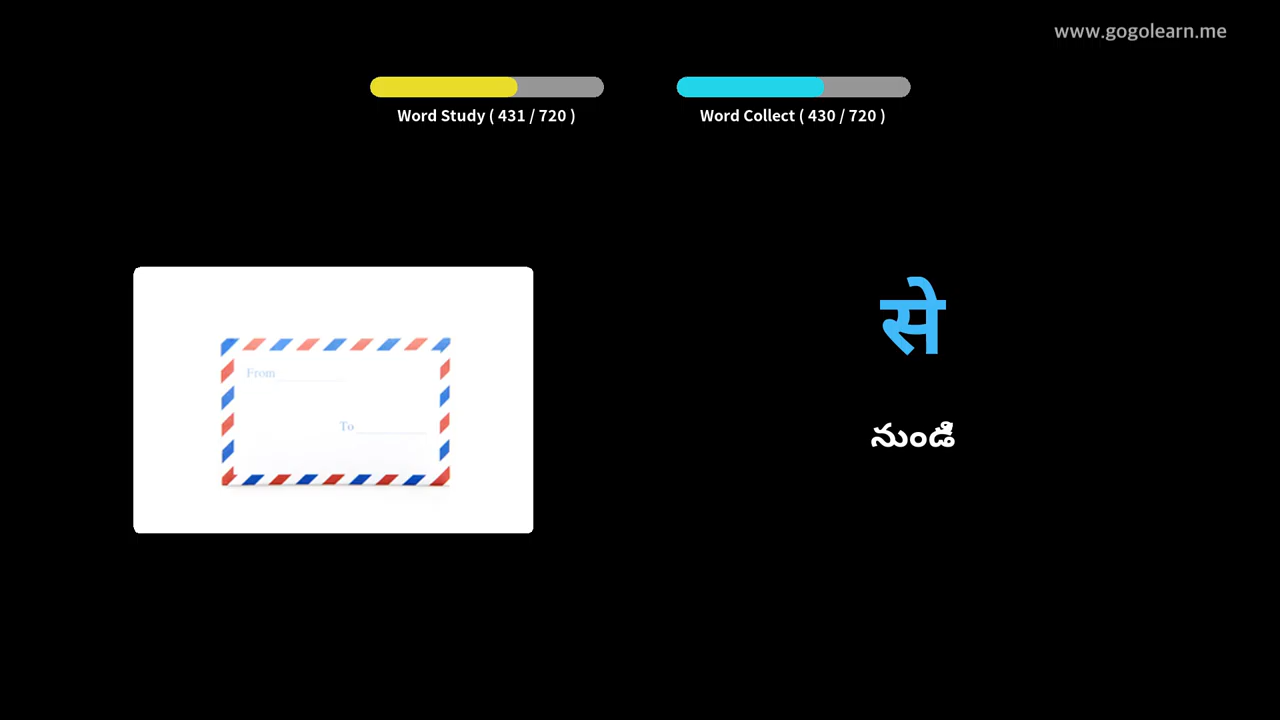 www.gogolearn.me
Word Study ( 431 / 720 )
Word Collect ( 430 / 720 )
From
To
से
నుండి